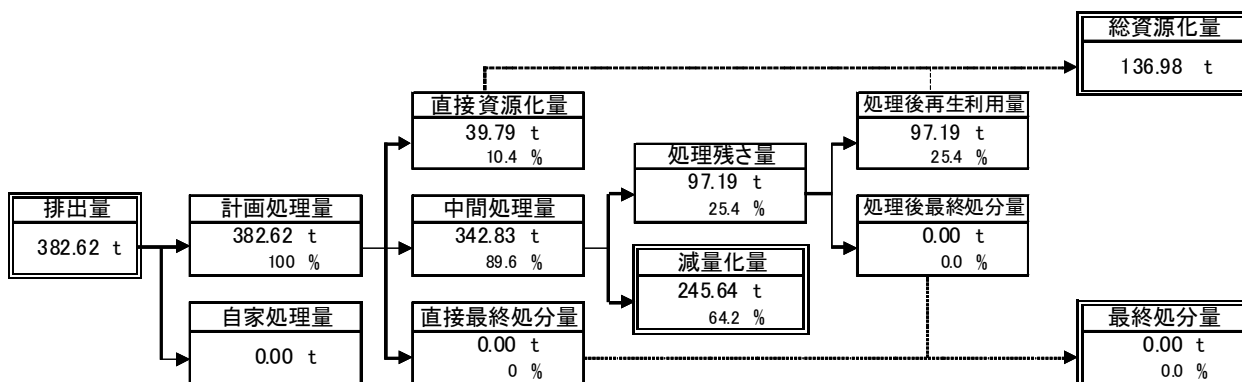 総資源化量
136.98 t
直接資源化量
39.79 t
10.4 %
処理後再生利用量
97.19 t
25.4 %
処理残さ量
97.19 t
25.4 %
排出量
382.62 t
計画処理量
382.62 t
100 %
中間処理量
342.83 t
89.6 %
処理後最終処分量
0.00 t
0.0 %
減量化量
245.64 t
64.2 %
自家処理量
0.00 t
直接最終処分量
0.00 t
0 %
最終処分量
0.00 t
0.0 %